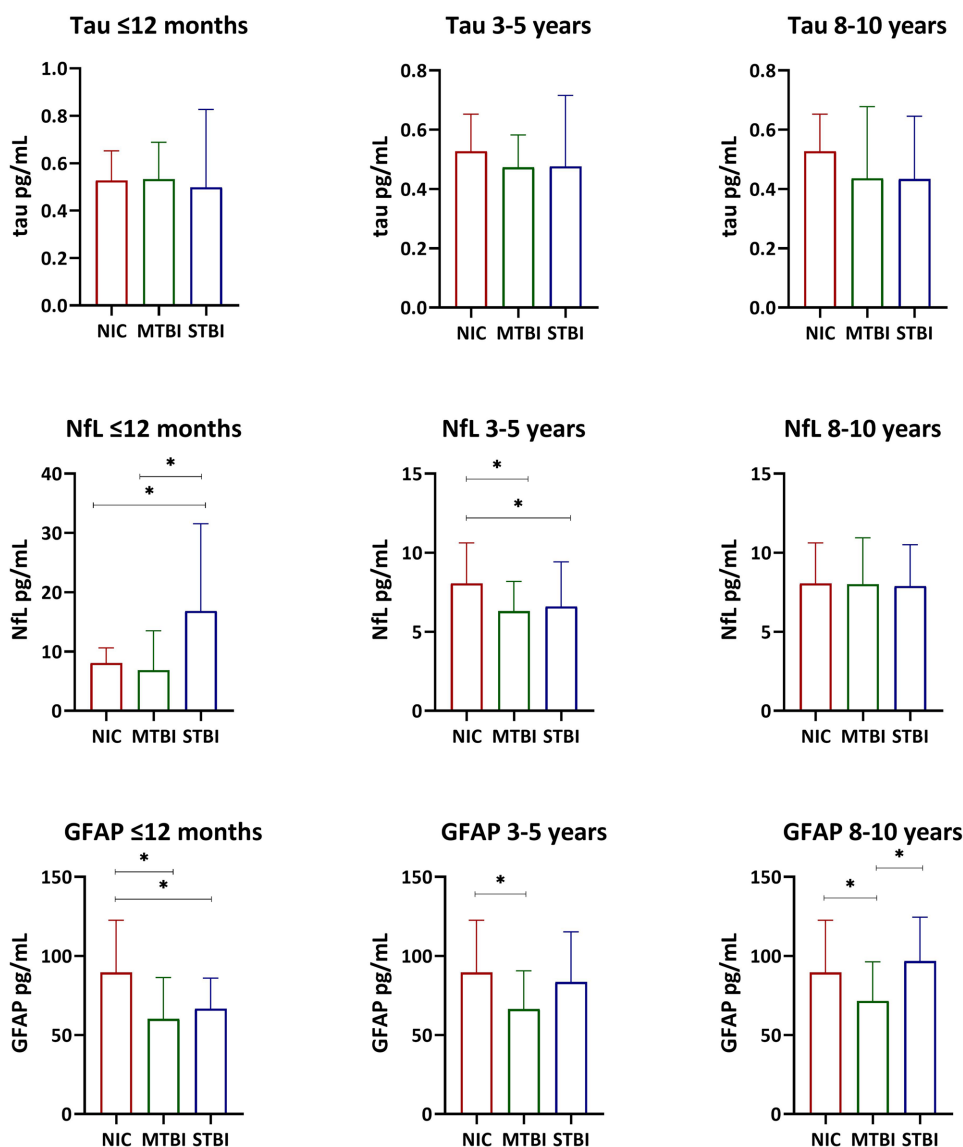 Tau ≤12 months
1.0
0.8
0.6
0.4
0.2
0.0
tau pg/mL
NIC MTBI STBI
Tau 3-5 years
0.8
0.6
0.4
0.2
0.0
tau pg/mL
NIC MTBI STBI
Tau 8-10 years
0.8
0.6
0.4
0.2
0.0
tau pg/mL
NIC MTBI STBI
NfL ≤12 months
40
30
20
10
0
NfL pg/mL
*
*
NIC MTBI STBI
NfL 3-5 years
15
10
5
0
NfL pg/mL
*
*
NIC MTBI STBI
NfL 8-10 years
15
10
5
0
NfL pg/mL
NIC MTBI STBI
GFAP ≤12 months
150
100
50
0
GFAP pg/mL
*
*
NIC MTBI STBI
GFAP 3-5 years
150
100
50
0
GFAP pg/mL
*
NIC MTBI STBI
GFAP 8-10 years
150
100
50
0
GFAP pg/mL
*
*
NIC MTBI STBI